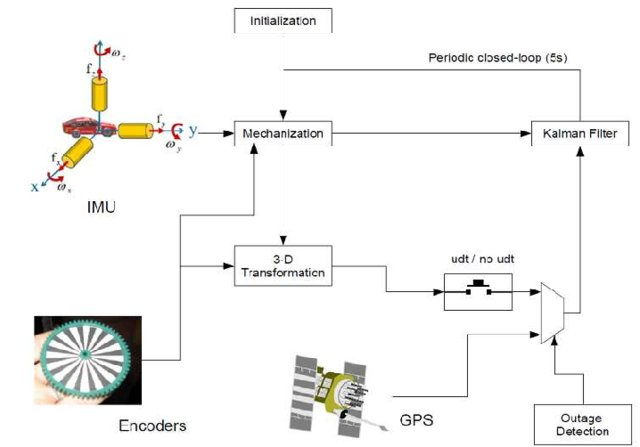 Initialization
Periodic closed-loop (5s)
ω z
f z
Mechanization
Kalman Filter
f y
y
ω y
f x
x
ω x
IMU
3-D
Transformation
udt / no udt
Encoders
GPS
Outage
Detection